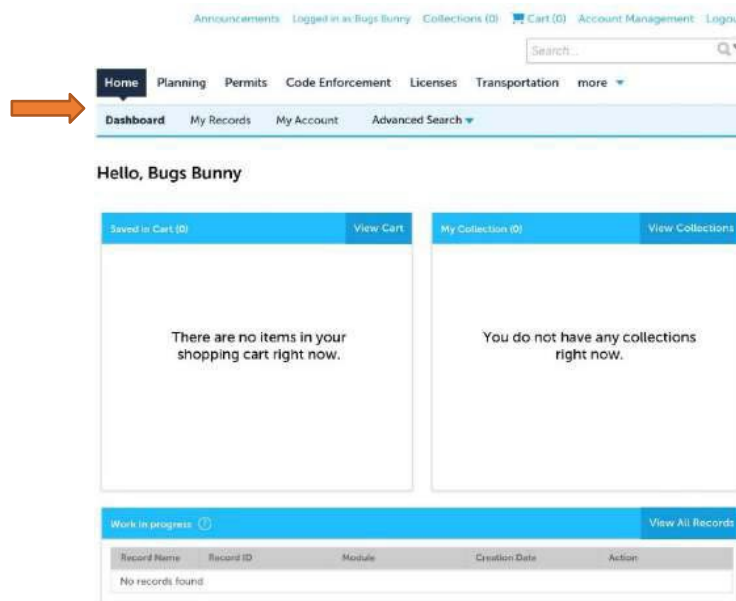 Announcements Logged in as Bugs Bunny Collections (0) Cart (0) Account Management Logou
Search...
Home Planning Permits Code Enforcement Licenses Transportation more
Dashboard My Records My Account Advanced Search
Hello, Bugs Bunny
Saved in Cart (0) View Cart
My Collection (0) View Collections
There are no items in your
shopping cart right now.
You do not have any collections
right now.
Work in progress ? View All Records
Record Name Record ID Module Creation Date Action
No records found